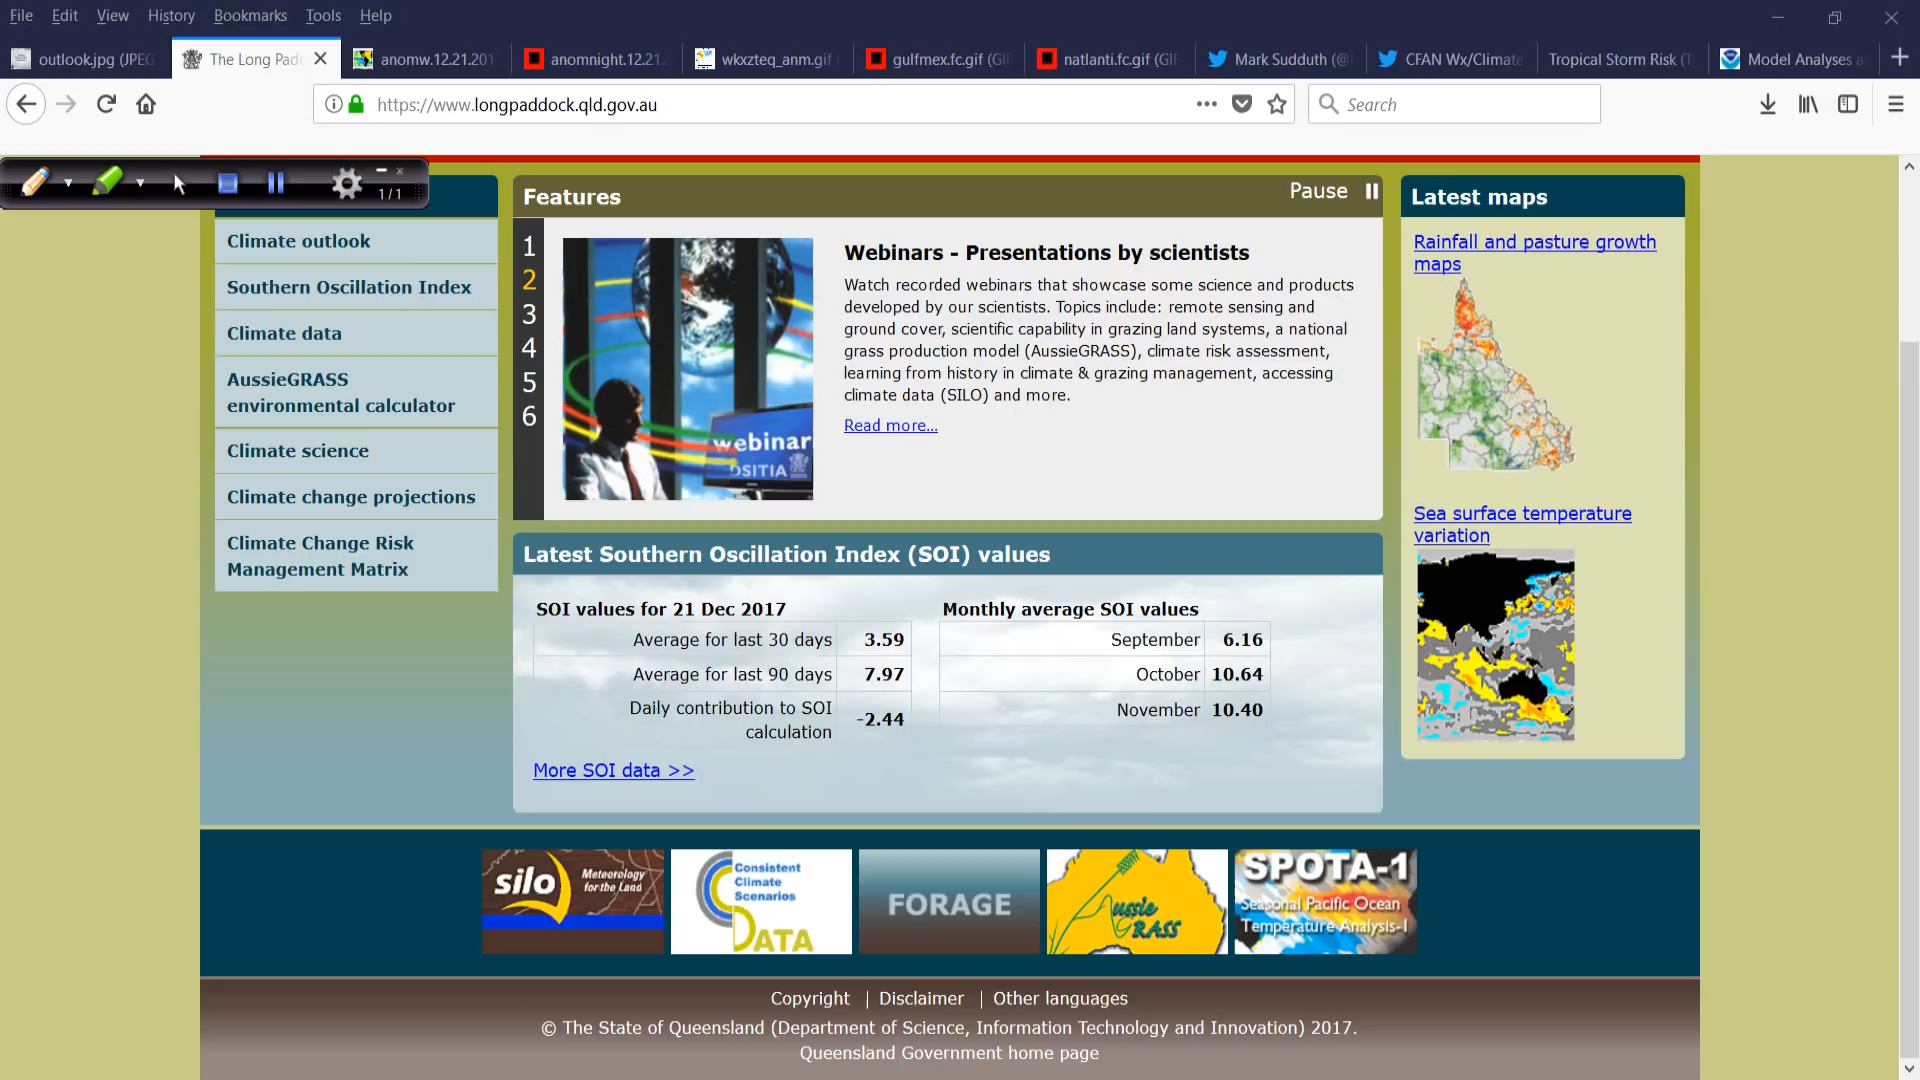 File Edit View History Bookmarks Tools Help
outlook.jpg (JPEG
The Long Pad
anomw.12.21.201
anomnight.12.21.
wkxzteq_anm.gif
gulfmex.fc.gif (GI
natlanti.fc.gif (GI
Mark Sudduth (@
CFAN Wx/Climate
Tropical Storm Risk (T
Model Analyses a
https://www.longpaddock.qld.gov.au
Search
1/1
Climate outlook
Southern Oscillation Index
Climate data
AussieGRASS
environmental calculator
Climate science
Climate change projections
Climate Change Risk
Management Matrix
Features
Pause
1
2
3
4
5
6
webinar
DSITIA
Webinars - Presentations by scientists
Watch recorded webinars that showcase some science and products
developed by our scientists. Topics include: remote sensing and
ground cover, scientific capability in grazing land systems, a national
grass production model (AussieGRASS), climate risk assessment,
learning from history in climate & grazing management, accessing
climate data (SILO) and more.
Read more...
Latest Southern Oscillation Index (SOI) values
SOI values for 21 Dec 2017
Average for last 30 days 3.59
Average for last 90 days 7.97
Daily contribution to SOI
calculation -2.44
Monthly average SOI values
September 6.16
October 10.64
November 10.40
More SOI data >>
Latest maps
Rainfall and pasture growth
maps
Sea surface temperature
variation
silo
Meteorology
for the Land
Consistent
Climate
Scenarios
DATA
FORAGE
Aussie
GRASS
SPOTA-1
Seasonal Pacific Ocean
Temperature Analysis-1
Copyright | Disclaimer | Other languages
© The State of Queensland (Department of Science, Information Technology and Innovation) 2017.
Queensland Government home page